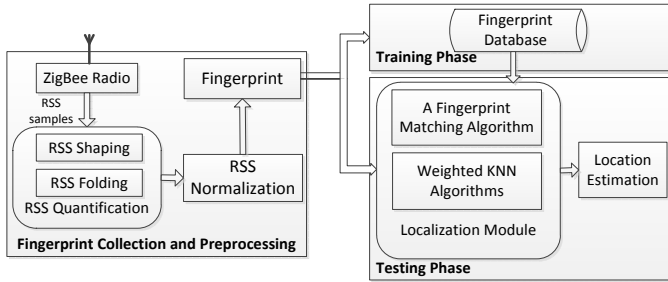 ZigBee Radio
RSS
samples
RSS Shaping
RSS Folding
RSS Quantification
RSS
Normalization
Fingerprint
Fingerprint Collection and Preprocessing
Fingerprint
Database
Training Phase
A Fingerprint
Matching Algorithm
Weighted KNN
Algorithms
Localization Module
Location
Estimation
Testing Phase